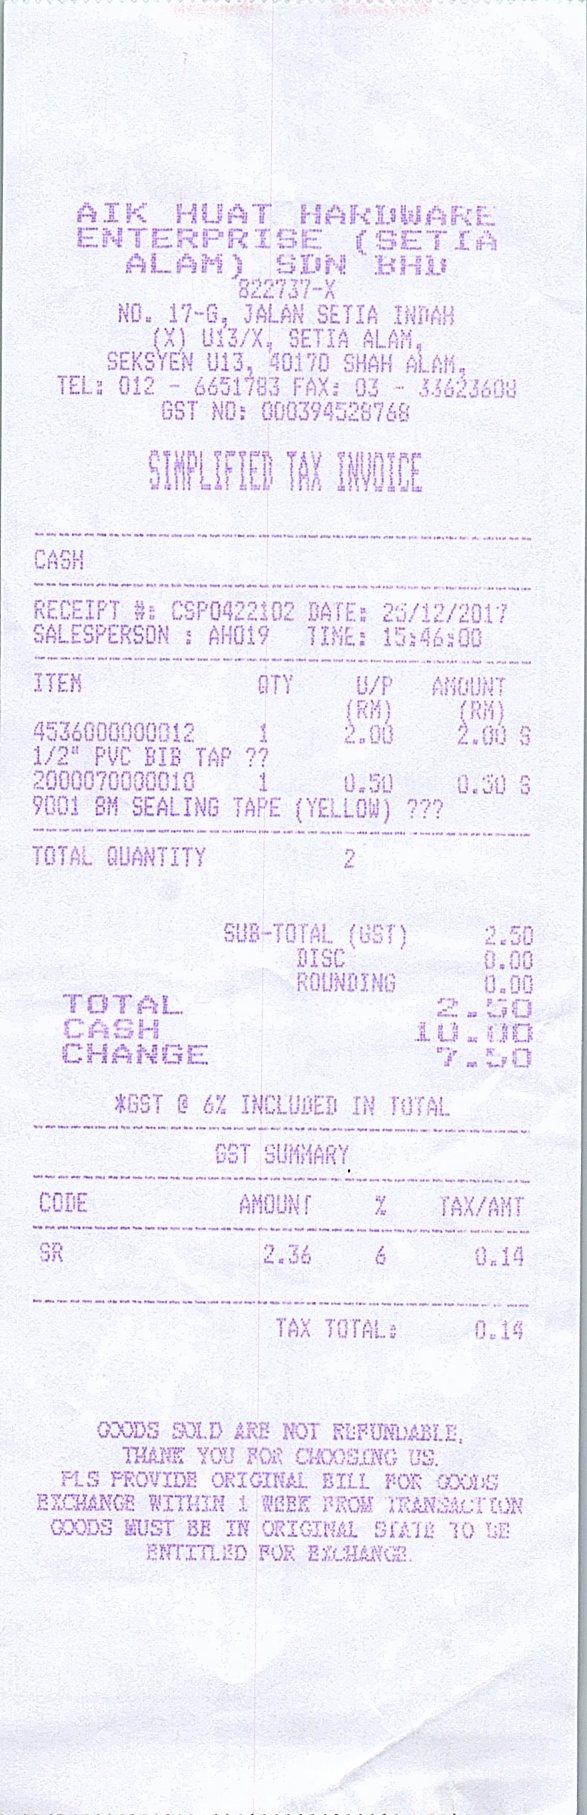 AIK HUAT HARDWARE
ENTERPRISE (SETIA
ALAM) SDN BHD
822737-X
NO. 17-G, JALAN SETIA INDAH
(X) U13/X, SETIA ALAM,
SEKSYEN U13, 40170 SHAH ALAM,
TEL: 012 - 6651783 FAX: 03 - 33623608
GST NO: 000394528768
SIMPLIFIED TAX INVOICE
CASH
RECEIPT #: CSP0422102 DATE: 25/12/2017
SALESPERSON : AH019 TIME: 15:46:00
ITEM QTY U/P AMOUNT
(RM) (RM)
4536000000012 1 2.00 2.00 S
1/2" PVC BIB TAP ??
2000070000010 1 0.50 0.50 S
9001 8M SEALING TAPE (YELLOW) ???
TOTAL QUANTITY 2
SUB-TOTAL (GST) 2.50
DISC 0.00
ROUNDING 0.00
TOTAL 2.50
CASH 10.00
CHANGE 7.50
*GST @ 6% INCLUDED IN TOTAL
GST SUMMARY
CODE AMOUNT % TAX/AMT
SR 2.36 6 0.14
TAX TOTAL: 0.14
GOODS SOLD ARE NOT REFUNDABLE,
THANK YOU FOR CHOOSING US.
PLS PROVIDE ORIGINAL BILL FOR GOODS
EXCHANGE WITHIN 1 WEEK FROM TRANSACTION
GOODS MUST BE IN ORIGINAL STATE TO BE
ENTITLED FOR EXCHANGE.